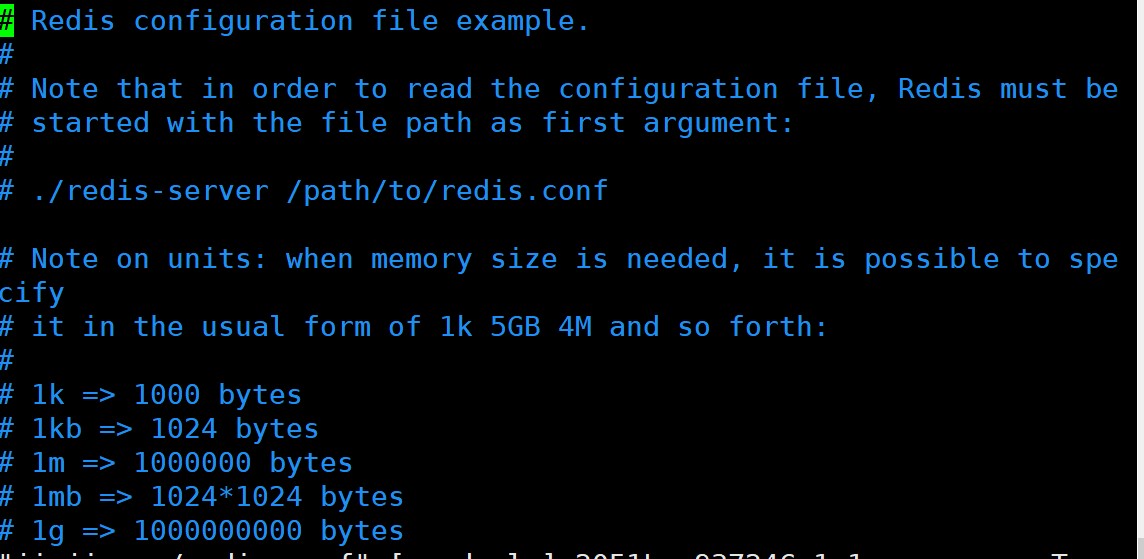 # Redis configuration file example.
#
# Note that in order to read the configuration file, Redis must be
# started with the file path as first argument:
#
# ./redis-server /path/to/redis.conf
# Note on units: when memory size is needed, it is possible to spe
cify
# it in the usual form of 1k 5GB 4M and so forth:
#
# 1k => 1000 bytes
# 1kb => 1024 bytes
# 1m => 1000000 bytes
# 1mb => 1024*1024 bytes
# 1g => 1000000000 bytes